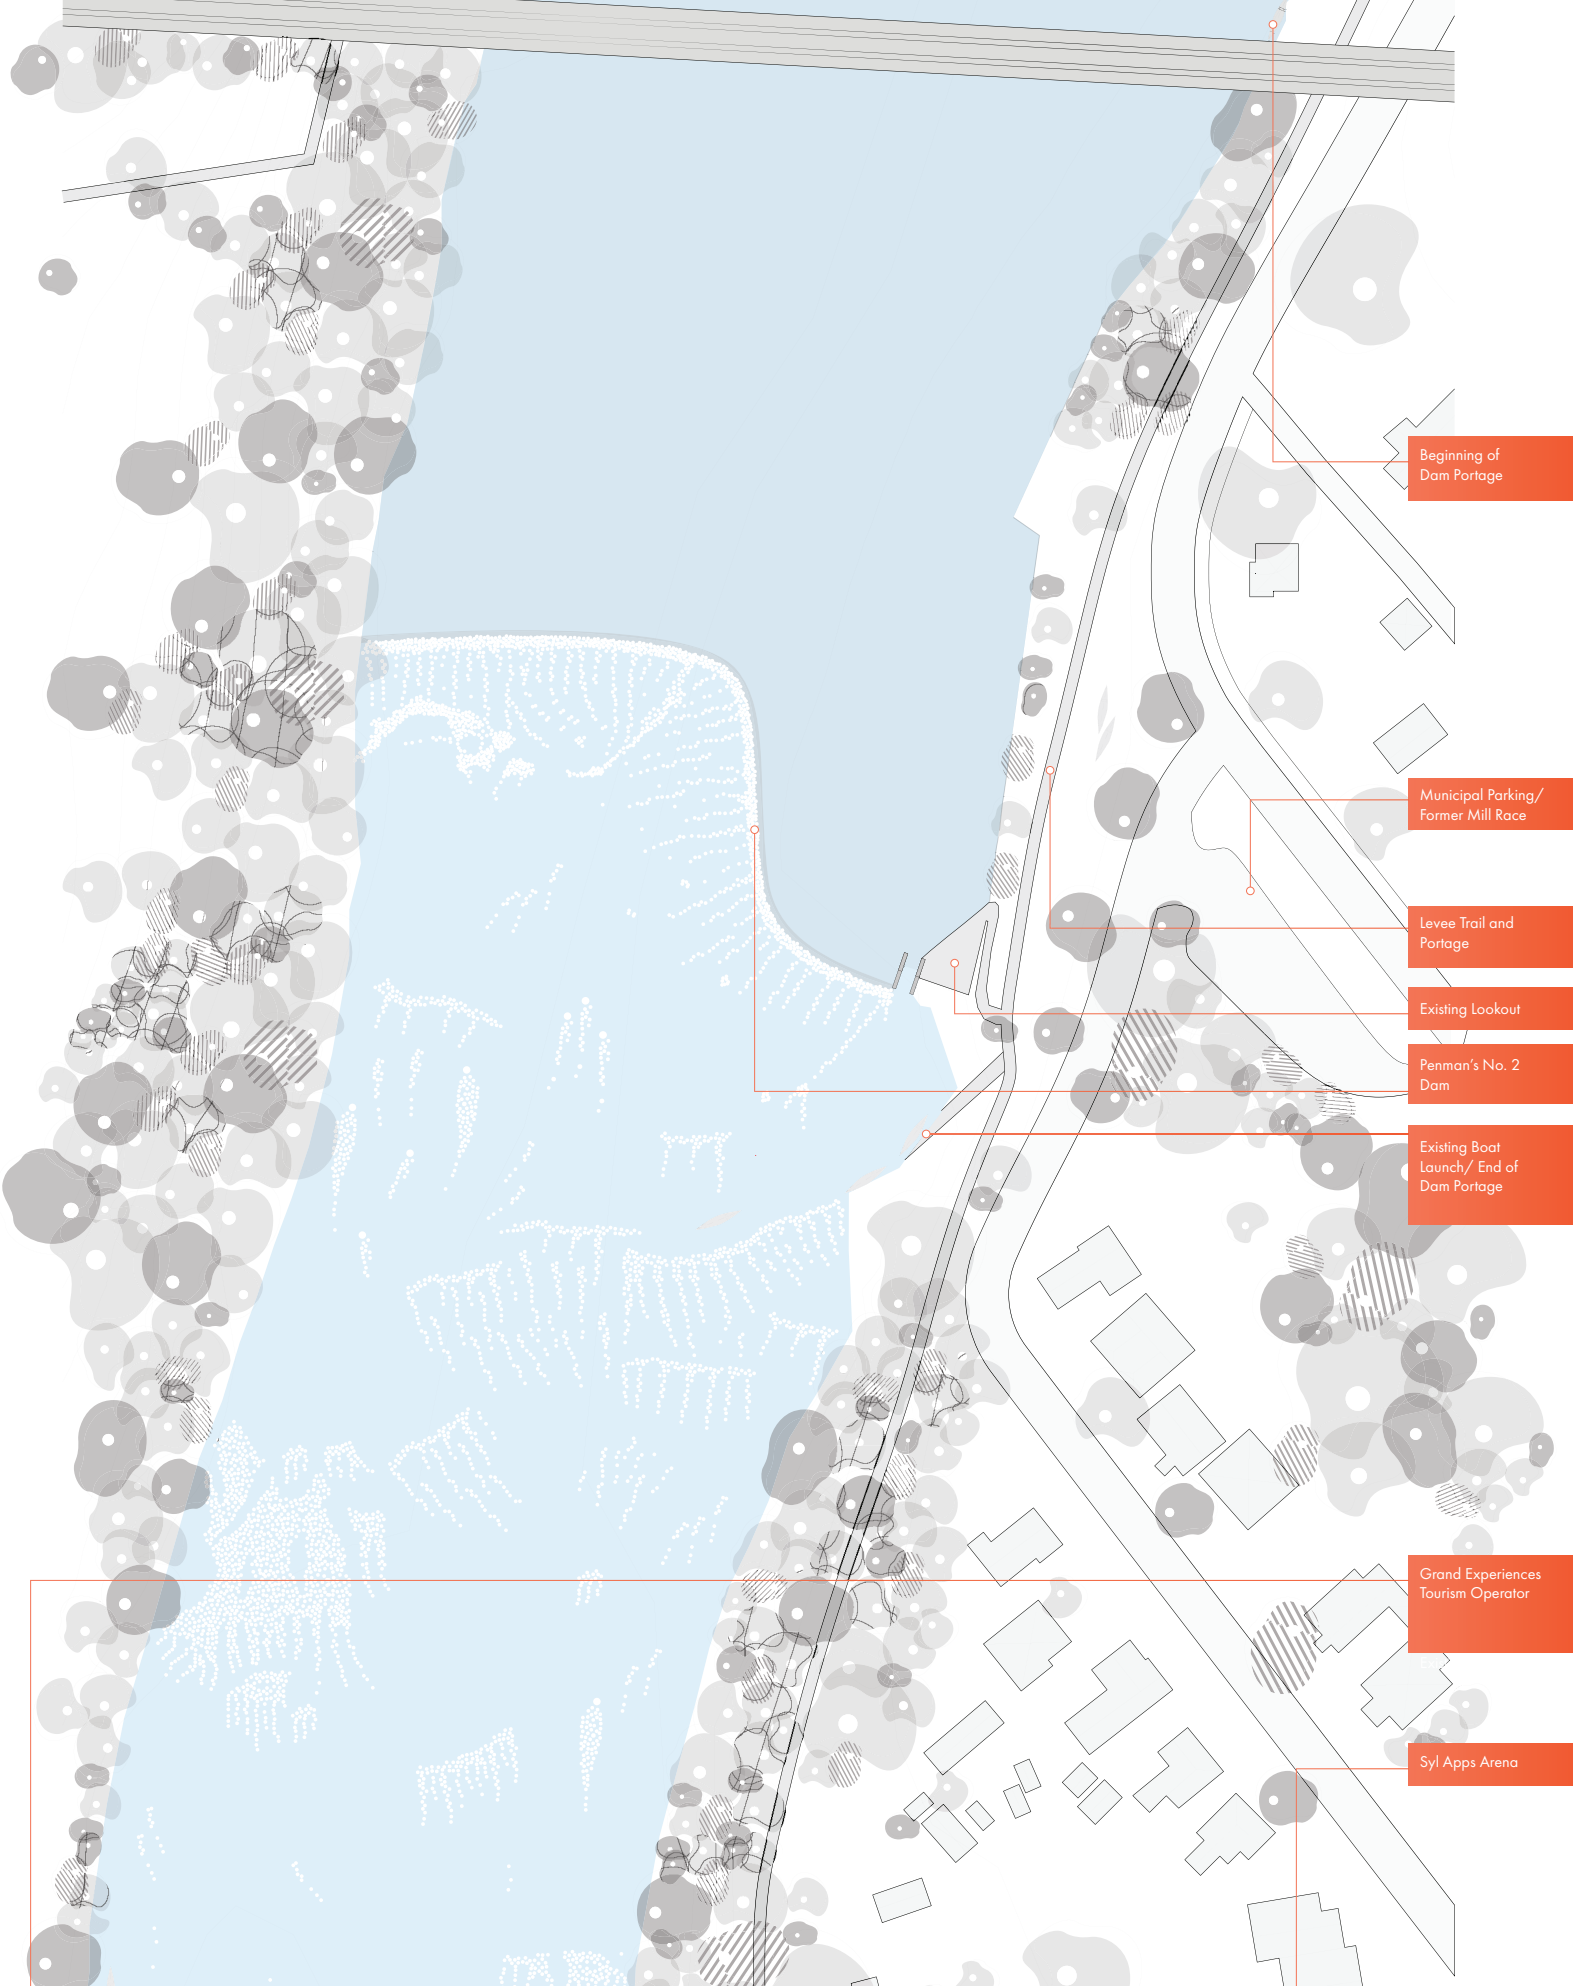 Beginning of
Dam Portage
Municipal Parking/
Former Mill Race
Levee Trail and
Portage
Existing Lookout
Penman's No. 2
Dam
Existing Boat
Launch/ End of
Dam Portage
Grand Experiences
Tourism Operator
Syl Apps Arena